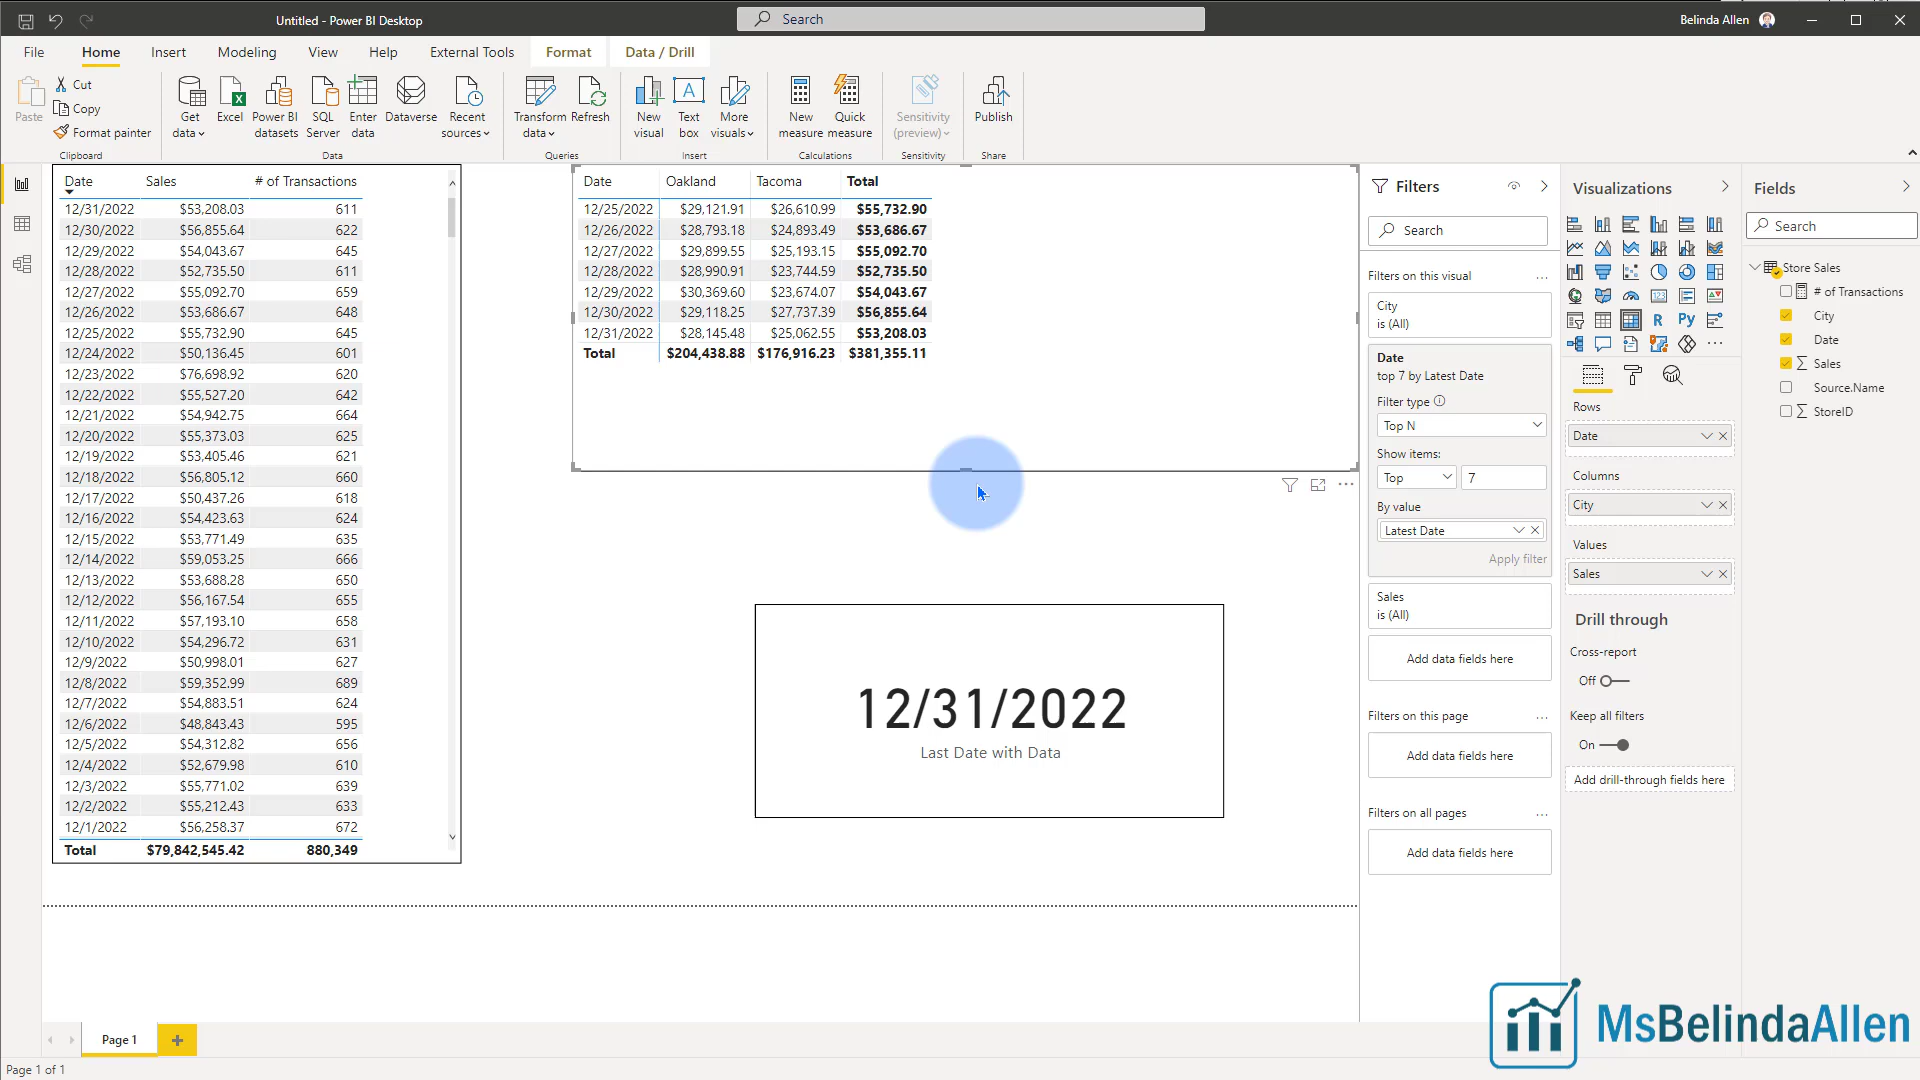 Untitled - Power BI Desktop
Search
Belinda Allen
File Home Insert Modeling View Help External Tools Format Data / Drill
Paste
Cut
Copy
Format painter
Clipboard
Get data
Excel
Power BI datasets
SQL Server
Enter data
Dataverse
Recent sources
Data
Transform data
Refresh
Queries
New visual
Text box
More visuals
Insert
New measure
Quick measure
Calculations
Sensitivity (preview)
Sensitivity
Publish
Share
Date Sales # of Transactions
12/31/2022 $53,208.03 611
12/30/2022 $56,855.64 622
12/29/2022 $54,043.67 645
12/28/2022 $52,735.50 611
12/27/2022 $55,092.70 659
12/26/2022 $53,686.67 648
12/25/2022 $55,732.90 645
12/24/2022 $50,136.45 601
12/23/2022 $76,698.92 620
12/22/2022 $55,527.20 642
12/21/2022 $54,942.75 664
12/20/2022 $55,373.03 625
12/19/2022 $53,405.46 621
12/18/2022 $56,805.12 660
12/17/2022 $50,437.26 618
12/16/2022 $54,423.63 624
12/15/2022 $53,771.49 635
12/14/2022 $59,053.25 666
12/13/2022 $53,688.28 650
12/12/2022 $56,167.54 655
12/11/2022 $57,193.10 658
12/10/2022 $54,296.72 631
12/9/2022 $50,998.01 627
12/8/2022 $59,352.99 689
12/7/2022 $54,883.51 624
12/6/2022 $48,843.43 595
12/5/2022 $54,312.82 656
12/4/2022 $52,679.98 610
12/3/2022 $55,771.02 639
12/2/2022 $55,212.43 633
12/1/2022 $56,258.37 672
Total $79,842,545.42 880,349
Date Oakland Tacoma Total
12/25/2022 $29,121.91 $26,610.99 $55,732.90
12/26/2022 $28,793.18 $24,893.49 $53,686.67
12/27/2022 $29,899.55 $25,193.15 $55,092.70
12/28/2022 $28,990.91 $23,744.59 $52,735.50
12/29/2022 $30,369.60 $23,674.07 $54,043.67
12/30/2022 $29,118.25 $27,737.39 $56,855.64
12/31/2022 $28,145.48 $25,062.55 $53,208.03
Total $204,438.88 $176,916.23 $381,355.11
12/31/2022
Last Date with Data
Filters
Search
Filters on this visual
City
is (All)
Date
top 7 by Latest Date
Filter type
Top N
Show items:
Top 7
By value
Latest Date
Apply filter
Sales
is (All)
Add data fields here
Filters on this page
Add data fields here
Filters on all pages
Add data fields here
Visualizations
R Py
Rows
Date
Columns
City
Values
Sales
Drill through
Cross-report
Off
Keep all filters
On
Add drill-through fields here
Fields
Search
Store Sales
# of Transactions
City
Date
Sales
Source.Name
StoreID
MsBelindaAllen
Page 1
Page 1 of 1